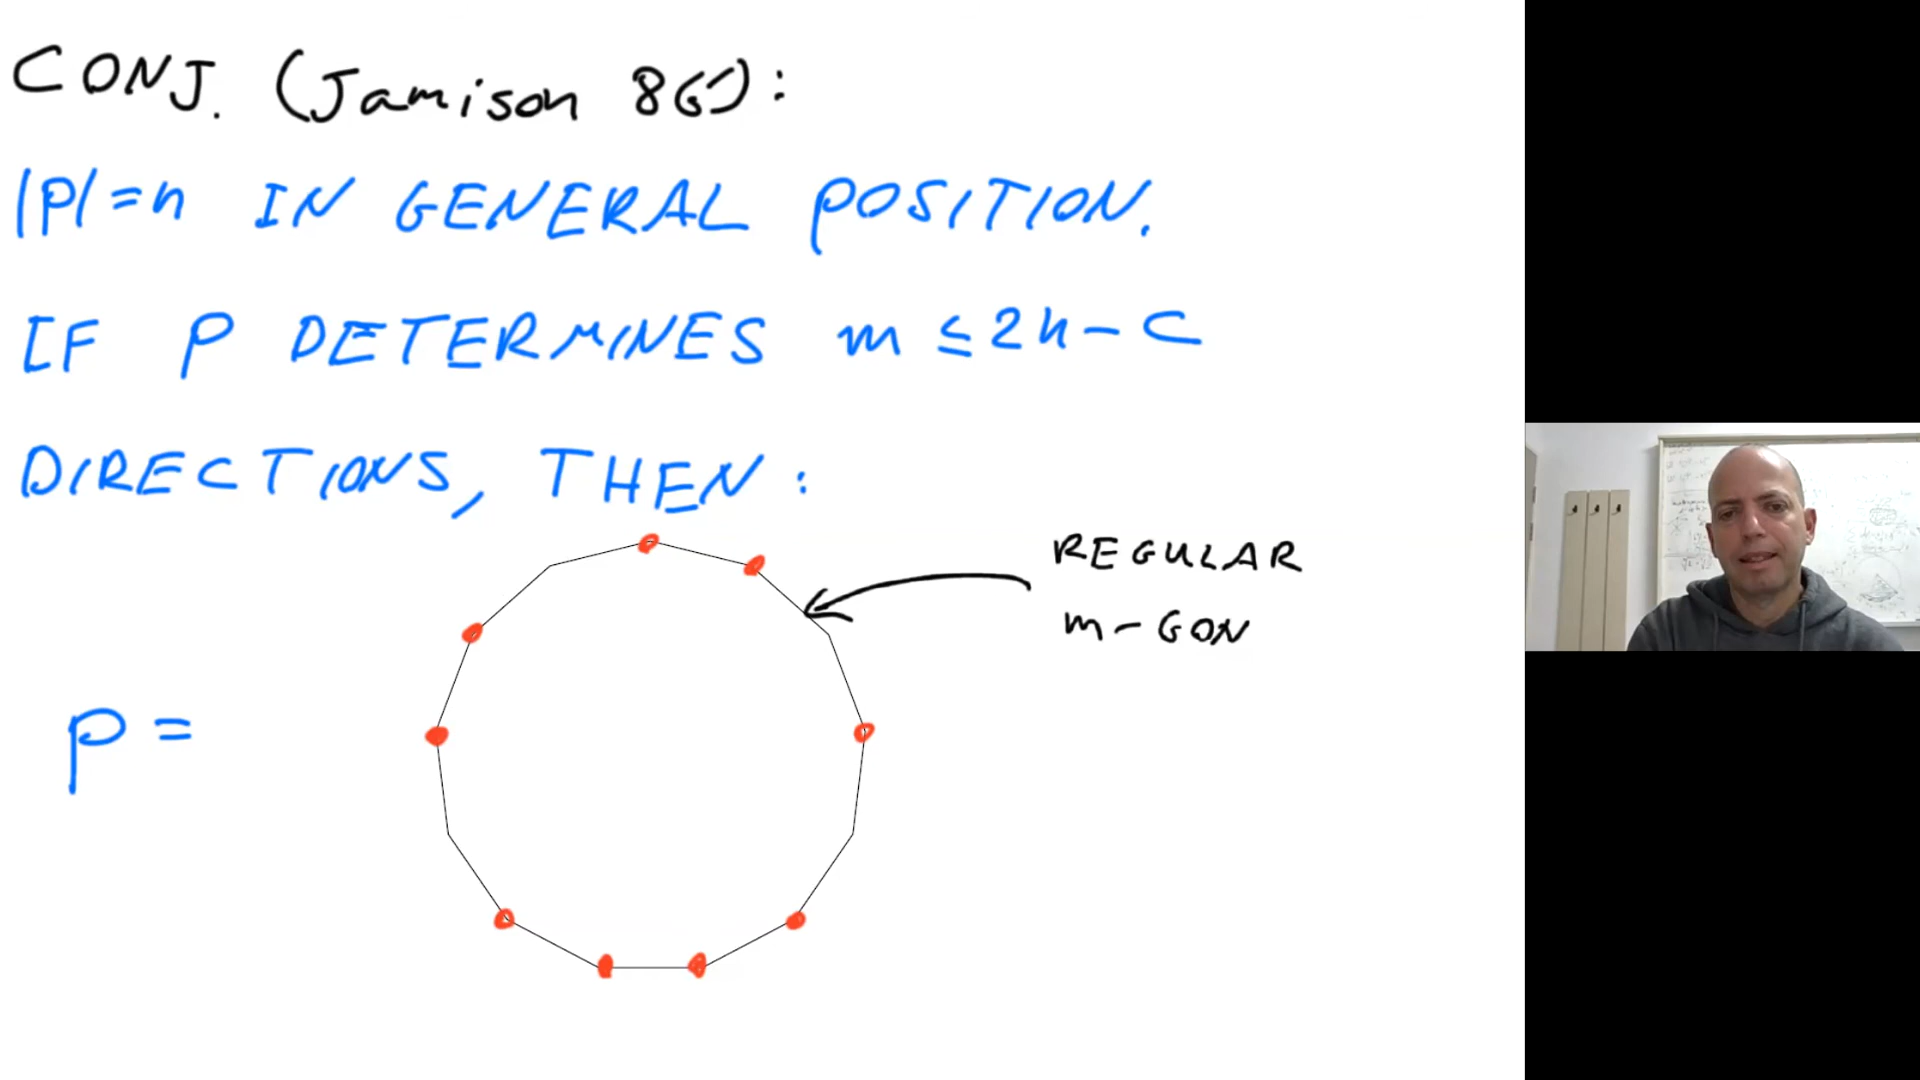 CONJ. (Jamison 86'):
|P|=n IN GENERAL POSITION.
IF P DETERMINES m ≤ 2n - C
DIRECTIONS, THEN:
REGULAR
m-GON
P =